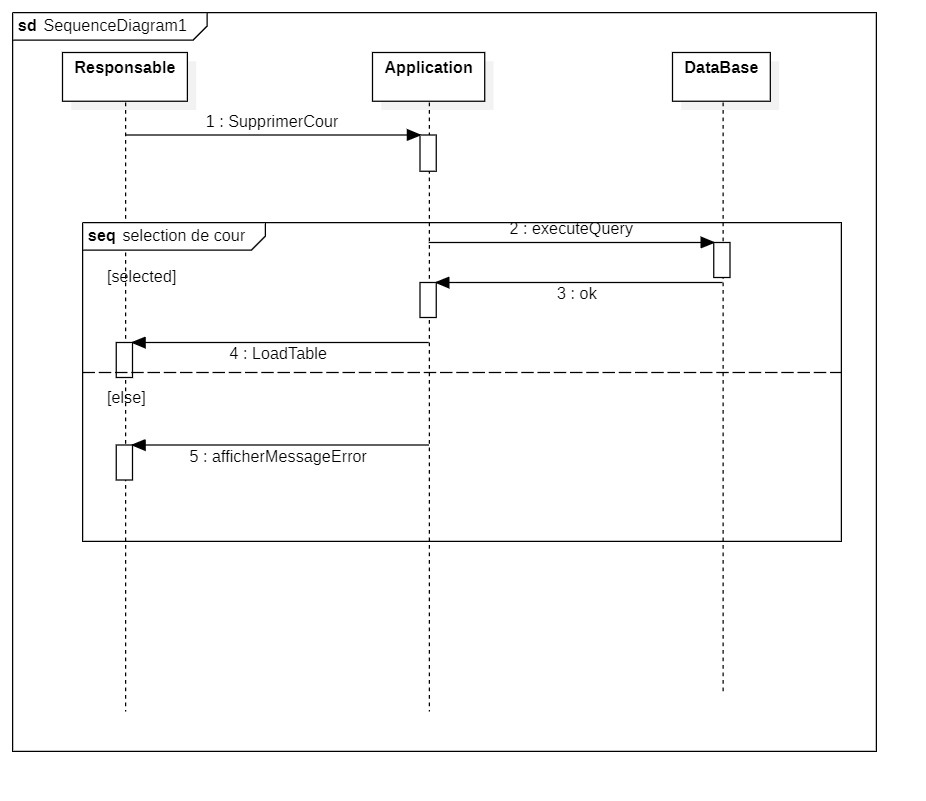 sd SequenceDiagram1
Responsable
Application
DataBase
1 : SupprimerCour
seq selection de cour
2 : executeQuery
[selected]
3 : ok
4 : LoadTable
[else]
5 : afficherMessageError